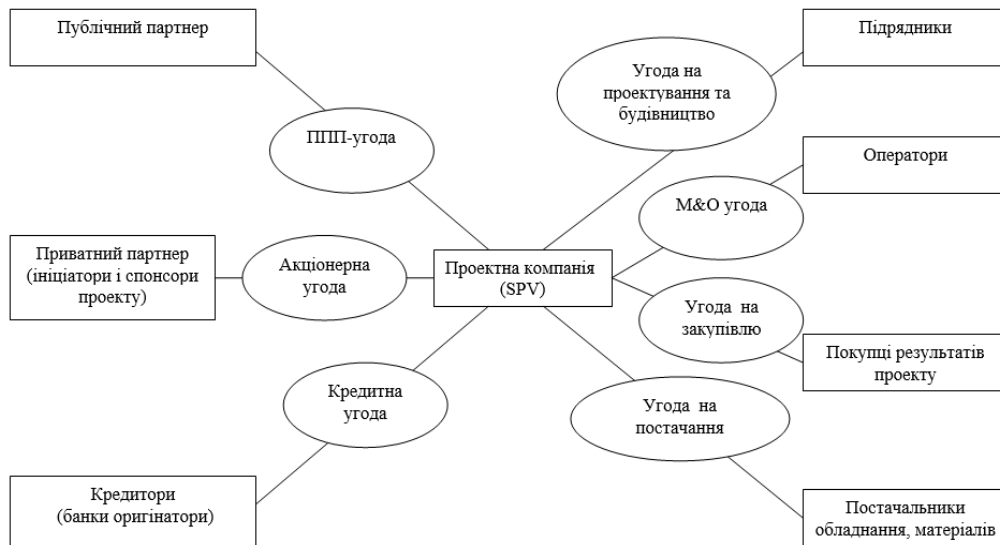 Публічний партнер
ППП-угода
Приватний партнер
(ініціатори і спонсори
проекту)
Акціонерна
угода
Кредитна
угода
Кредитори
(банки оригінатори)
Проектна компанія
(SPV)
Угода на
проектування та
будівництво
Підрядники
M&O угода
Оператори
Угода  на
закупівлю
Покупці результатів
проекту
Угода  на
постачання
Постачальники
обладнання, матеріалів